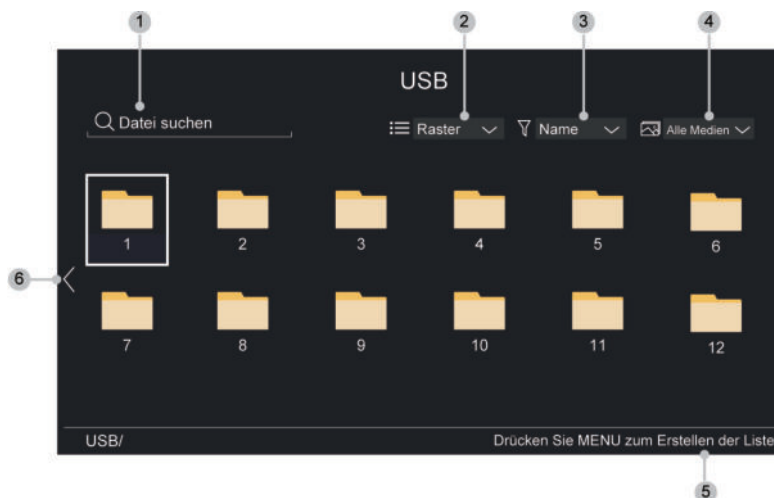 1
2
3
4
USB
Datei suchen
Raster
Name
Alle Medien
1
2
3
4
5
6
6
7
8
9
10
11
12
USB/
Drücken Sie MENU zum Erstellen der Liste
5